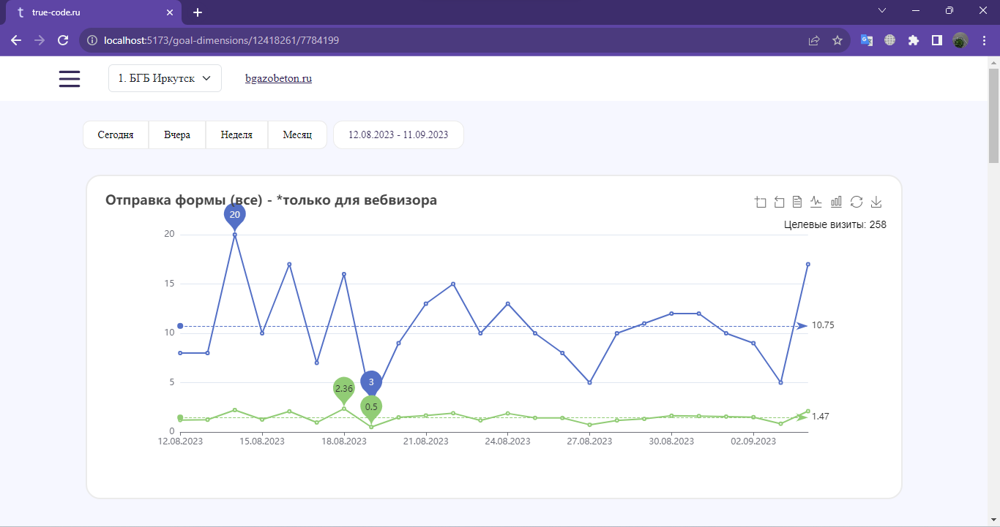 true-code.ru
localhost:5173/goal-dimensions/12418261/7784199
1. БГБ Иркутск
bgazobeton.ru
Сегодня
Вчера
Неделя
Месяц
12.08.2023 - 11.09.2023
Отправка формы (все) - *только для вебвизора
Целевые визиты: 258
20
20
15
10.75
10
5
3
2.36
0.5
1.47
0
12.08.2023
15.08.2023
18.08.2023
21.08.2023
24.08.2023
27.08.2023
30.08.2023
02.09.2023